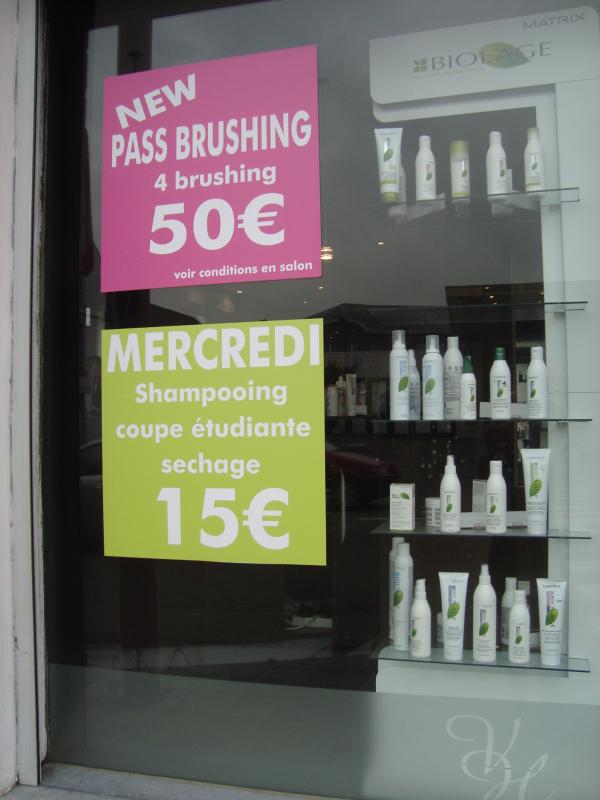 NEW
PASS BRUSHING
4 brushing
50€
voir conditions en salon
MERCREDI
Shampooing
coupe étudiante
sechage
15€
MATRIX
BIOLAGE